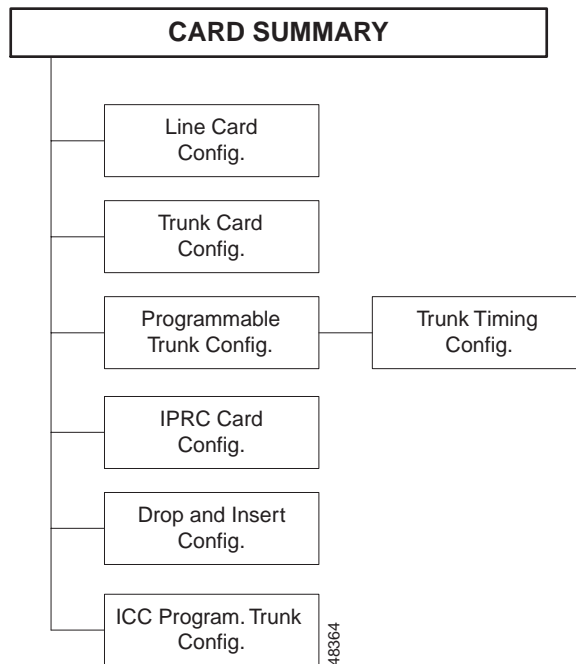 CARD SUMMARY
Line Card
Config.
Trunk Card
Config.
Programmable
Trunk Config.
Trunk Timing
Config.
IPRC Card
Config.
Drop and Insert
Config.
ICC Program. Trunk
Config.
48364